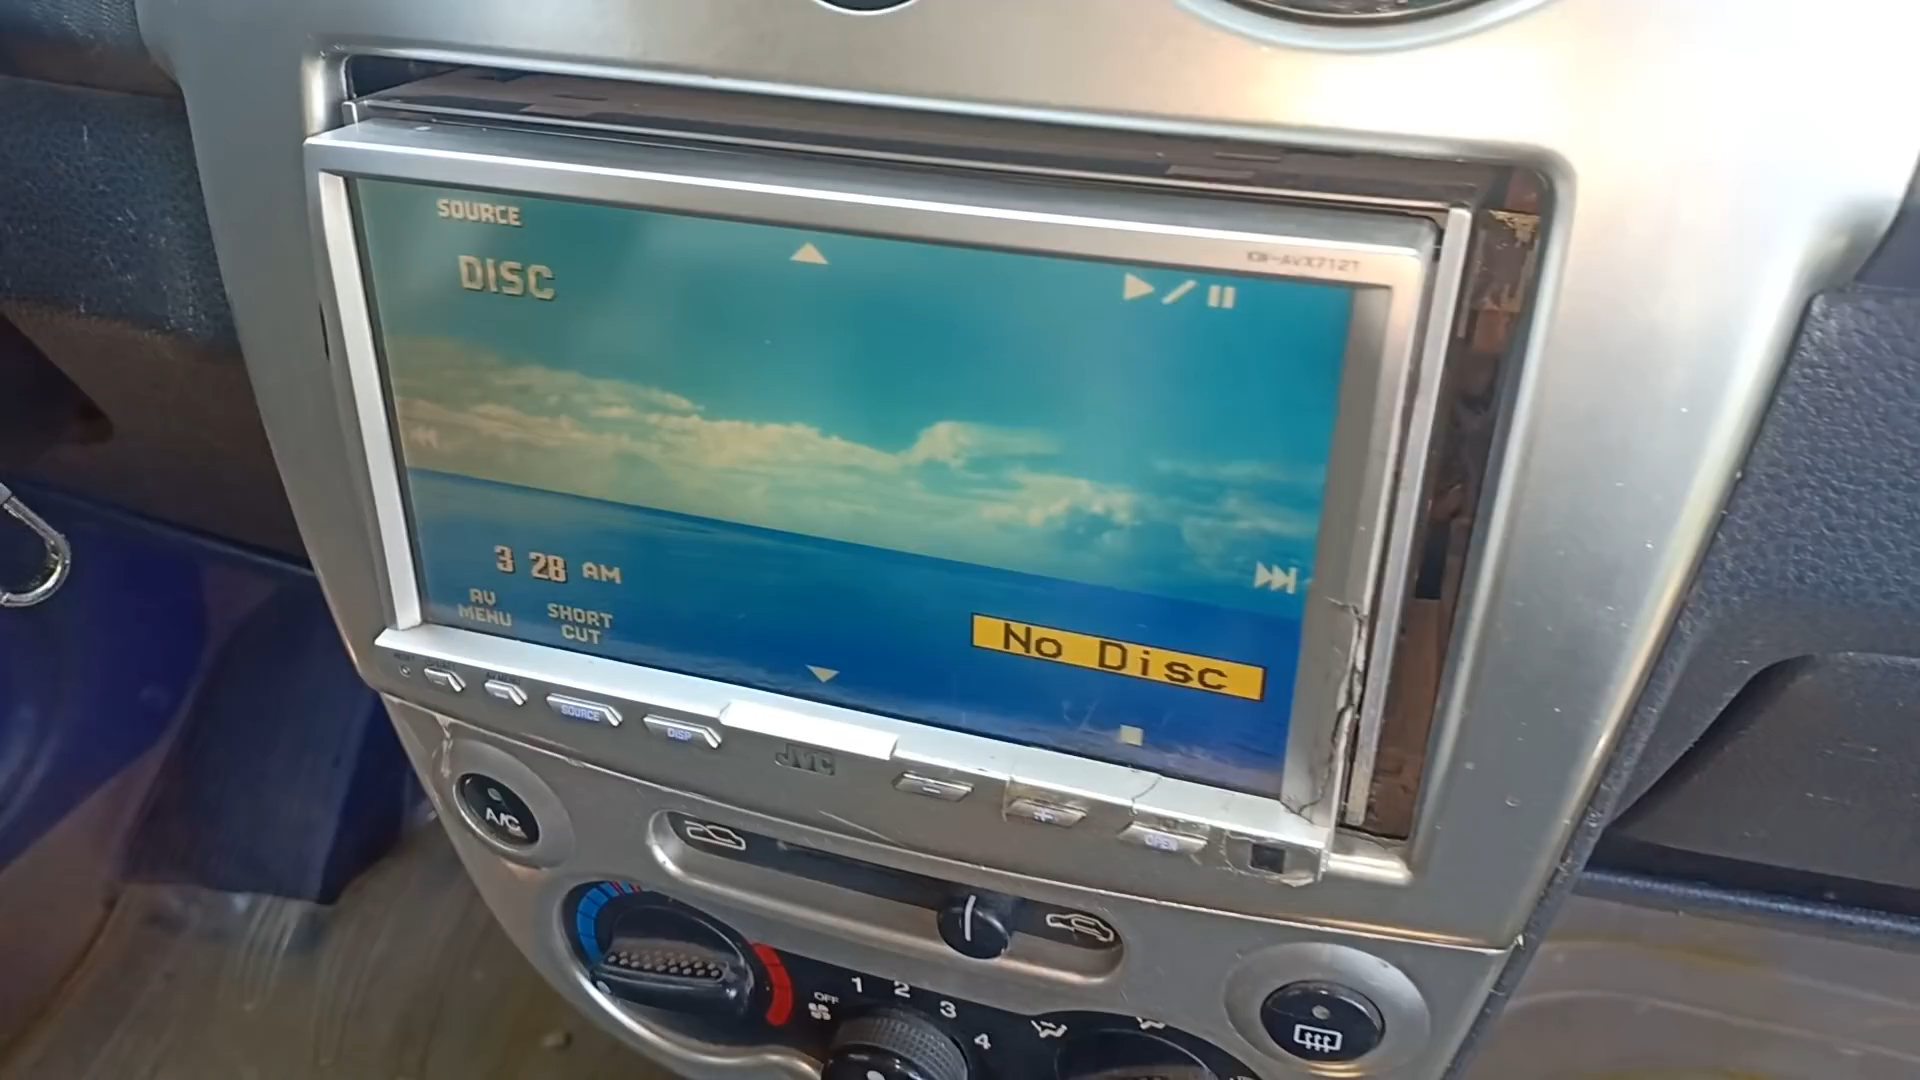 SOURCE
DISC
KW-AVX712T
3 28 AM
AV
MENU
SHORT
CUT
No Disc
SOURCE
DISP
JVC
OPEN
A/C
OFF
1
2
3
4